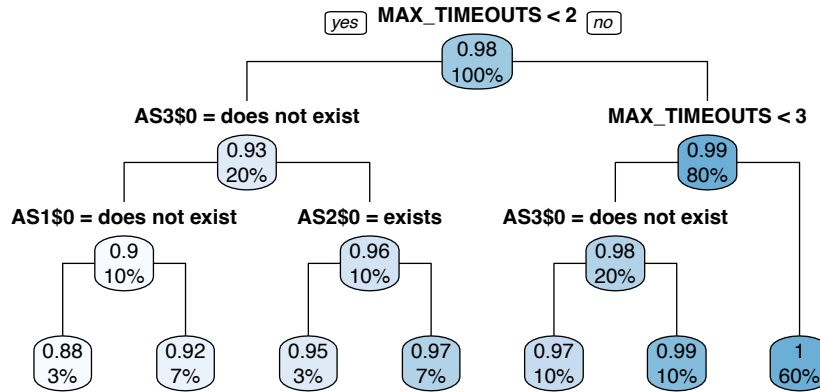 yes MAX_TIMEOUTS < 2 no
0.98
100%
AS3$0 = does not exist MAX_TIMEOUTS < 3
0.93 0.99
20% 80%
AS1$0 = does not exist AS2$0 = exists AS3$0 = does not exist
0.9 0.96 0.98
10% 10% 20%
0.88 0.92 0.95 0.97 0.97 0.99 1
3% 7% 3% 7% 10% 10% 60%